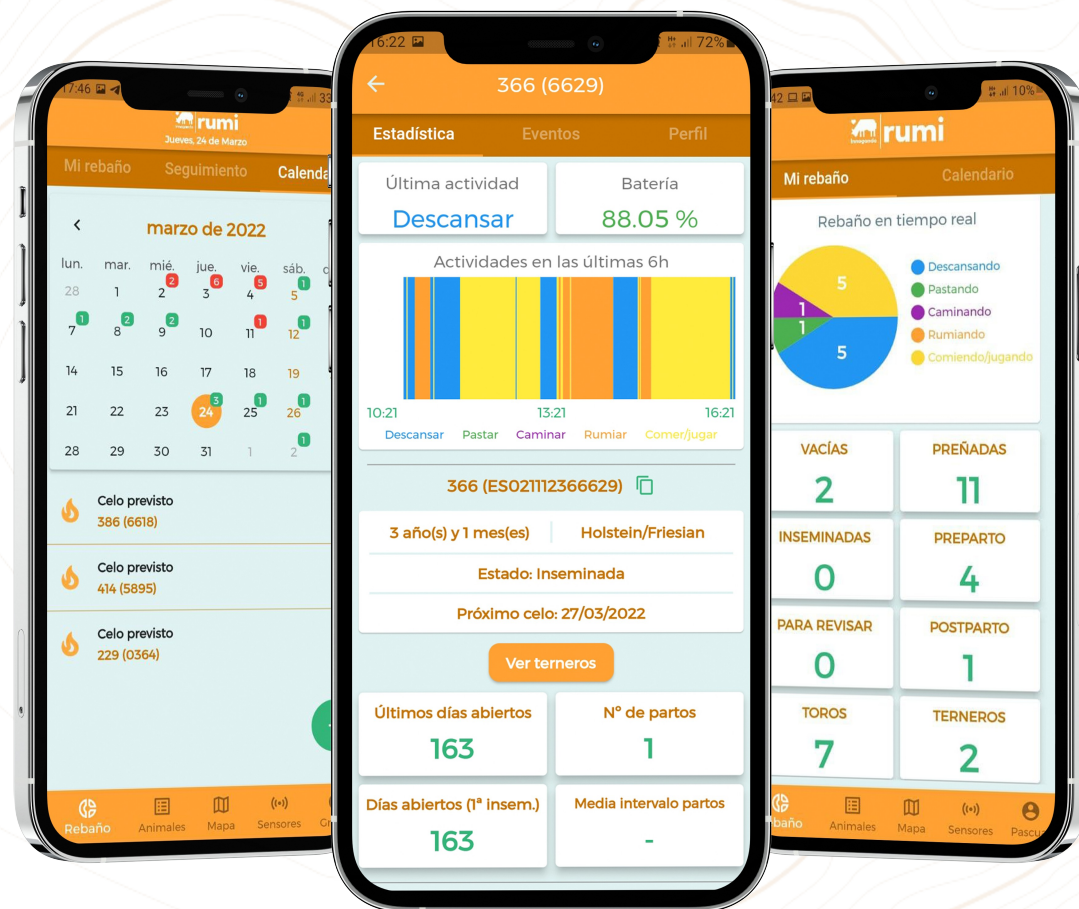 17:46
33
rumi
Jueves, 24 de Marzo
Mi rebaño
Seguimiento
Calenda
marzo de 2022
lun. mar. mié. jue. vie. sáb. d
28 1 2 3 4 5
2 6 5 1
7 8 9 10 11 12
1 2 2 1 1
14 15 16 17 18 19
21 22 23 24 25 26
3 1 1
28 29 30 31 1 2
1
Celo previsto
386 (6618)
Celo previsto
414 (5895)
Celo previsto
229 (0364)
Rebaño
Animales
Mapa
Sensores
16:22
72%
366 (6629)
Estadística
Eventos
Perfil
Última actividad
Descansar
Batería
88.05 %
Actividades en las últimas 6h
10:21 13:21 16:21
Descansar Pastar Caminar Rumiar Comer/jugar
366 (ES021112366629)
3 año(s) y 1 mes(es)
Holstein/Friesian
Estado: Inseminada
Próximo celo: 27/03/2022
Ver terneros
Últimos días abiertos
163
Nº de partos
1
Días abiertos (1ª insem.)
163
Media intervalo partos
-
42
10%
rumi
Mi rebaño
Calendario
Rebaño en tiempo real
5
1
1
5
Descansando
Pastando
Caminando
Rumiando
Comiendo/jugando
VACÍAS
2
PREÑADAS
11
INSEMINADAS
0
PREPARTO
4
PARA REVISAR
0
POSTPARTO
1
TOROS
7
TERNEROS
2
baño
Animales
Mapa
Sensores
Pascua